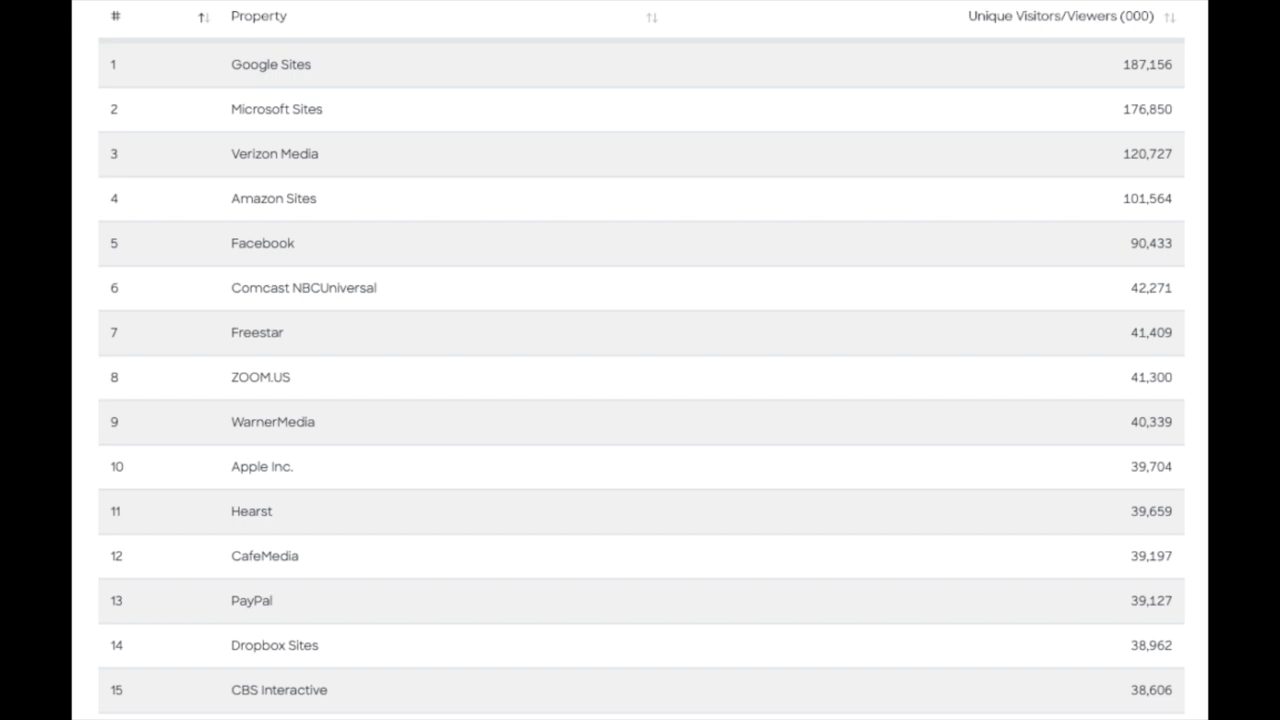 # Property Unique Visitors/Viewers (000)
1 Google Sites 187,156
2 Microsoft Sites 176,850
3 Verizon Media 120,727
4 Amazon Sites 101,564
5 Facebook 90,433
6 Comcast NBCUniversal 42,271
7 Freestar 41,409
8 ZOOM.US 41,300
9 WarnerMedia 40,339
10 Apple Inc. 39,704
11 Hearst 39,659
12 CafeMedia 39,197
13 PayPal 39,127
14 Dropbox Sites 38,962
15 CBS Interactive 38,606